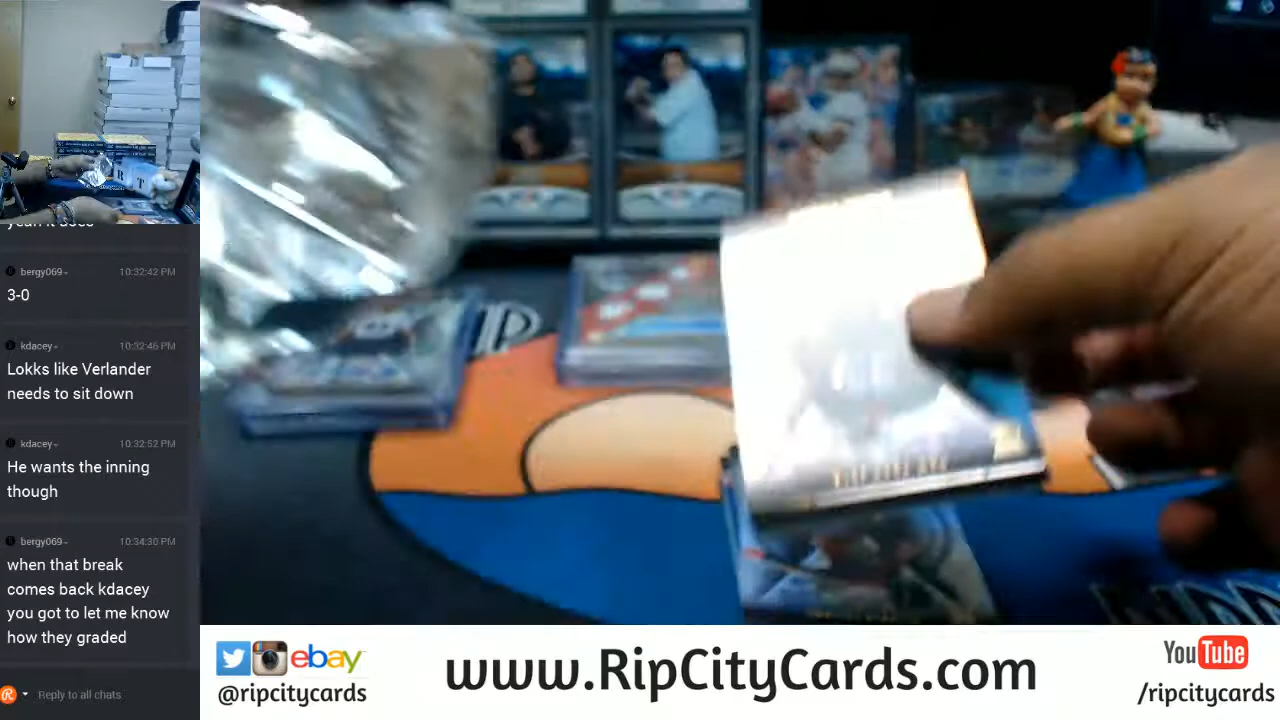 yeah it does
bergy069
10:32:42 PM
3-0
kdacey
10:32:46 PM
Lokks like Verlander
needs to sit down
kdacey
10:32:52 PM
He wants the inning
though
bergy069
10:34:30 PM
when that break
comes back kdacey
you got to let me know
how they graded
Reply to all chats
ebay
@ripcitycards
www.RipCityCards.com
YouTube
/ripcitycards